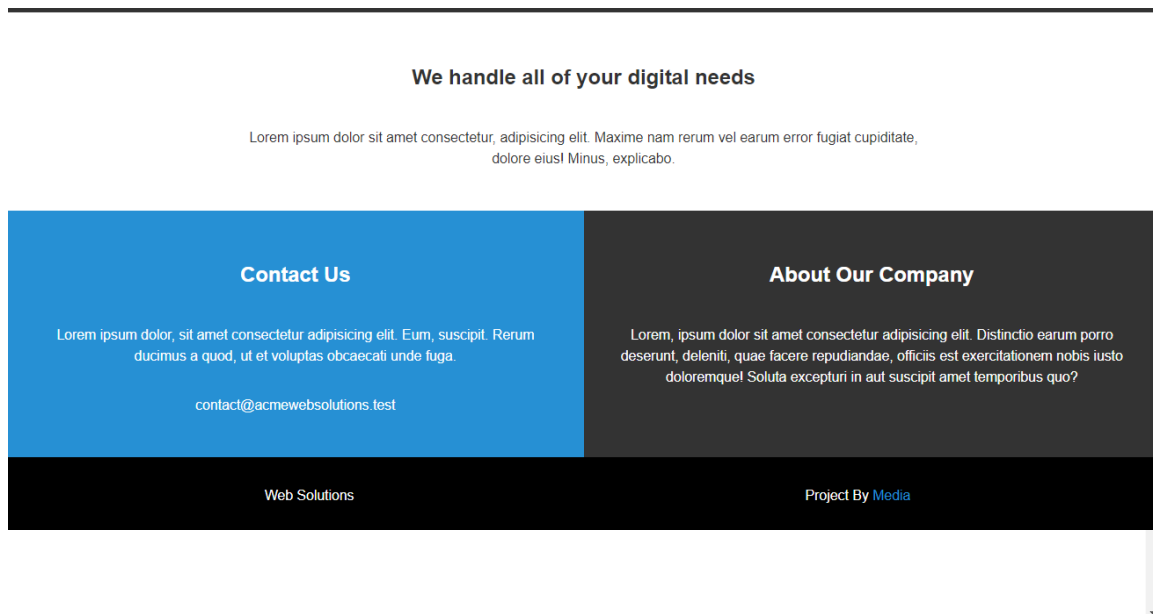 We handle all of your digital needs
Lorem ipsum dolor sit amet consectetur, adipisicing elit. Maxime nam rerum vel earum error fugiat cupiditate,
dolore eius! Minus, explicabo.
Contact Us
Lorem ipsum dolor, sit amet consectetur adipisicing elit. Eum, suscipit. Rerum
ducimus a quod, ut et voluptas obcaecati unde fuga.
contact@acmewebsolutions.test
About Our Company
Lorem, ipsum dolor sit amet consectetur adipisicing elit. Distinctio earum porro
deserunt, deleniti, quae facere repudiandae, officiis est exercitationem nobis iusto
doloremque! Soluta excepturi in aut suscipit amet temporibus quo?
Web Solutions
Project By Media